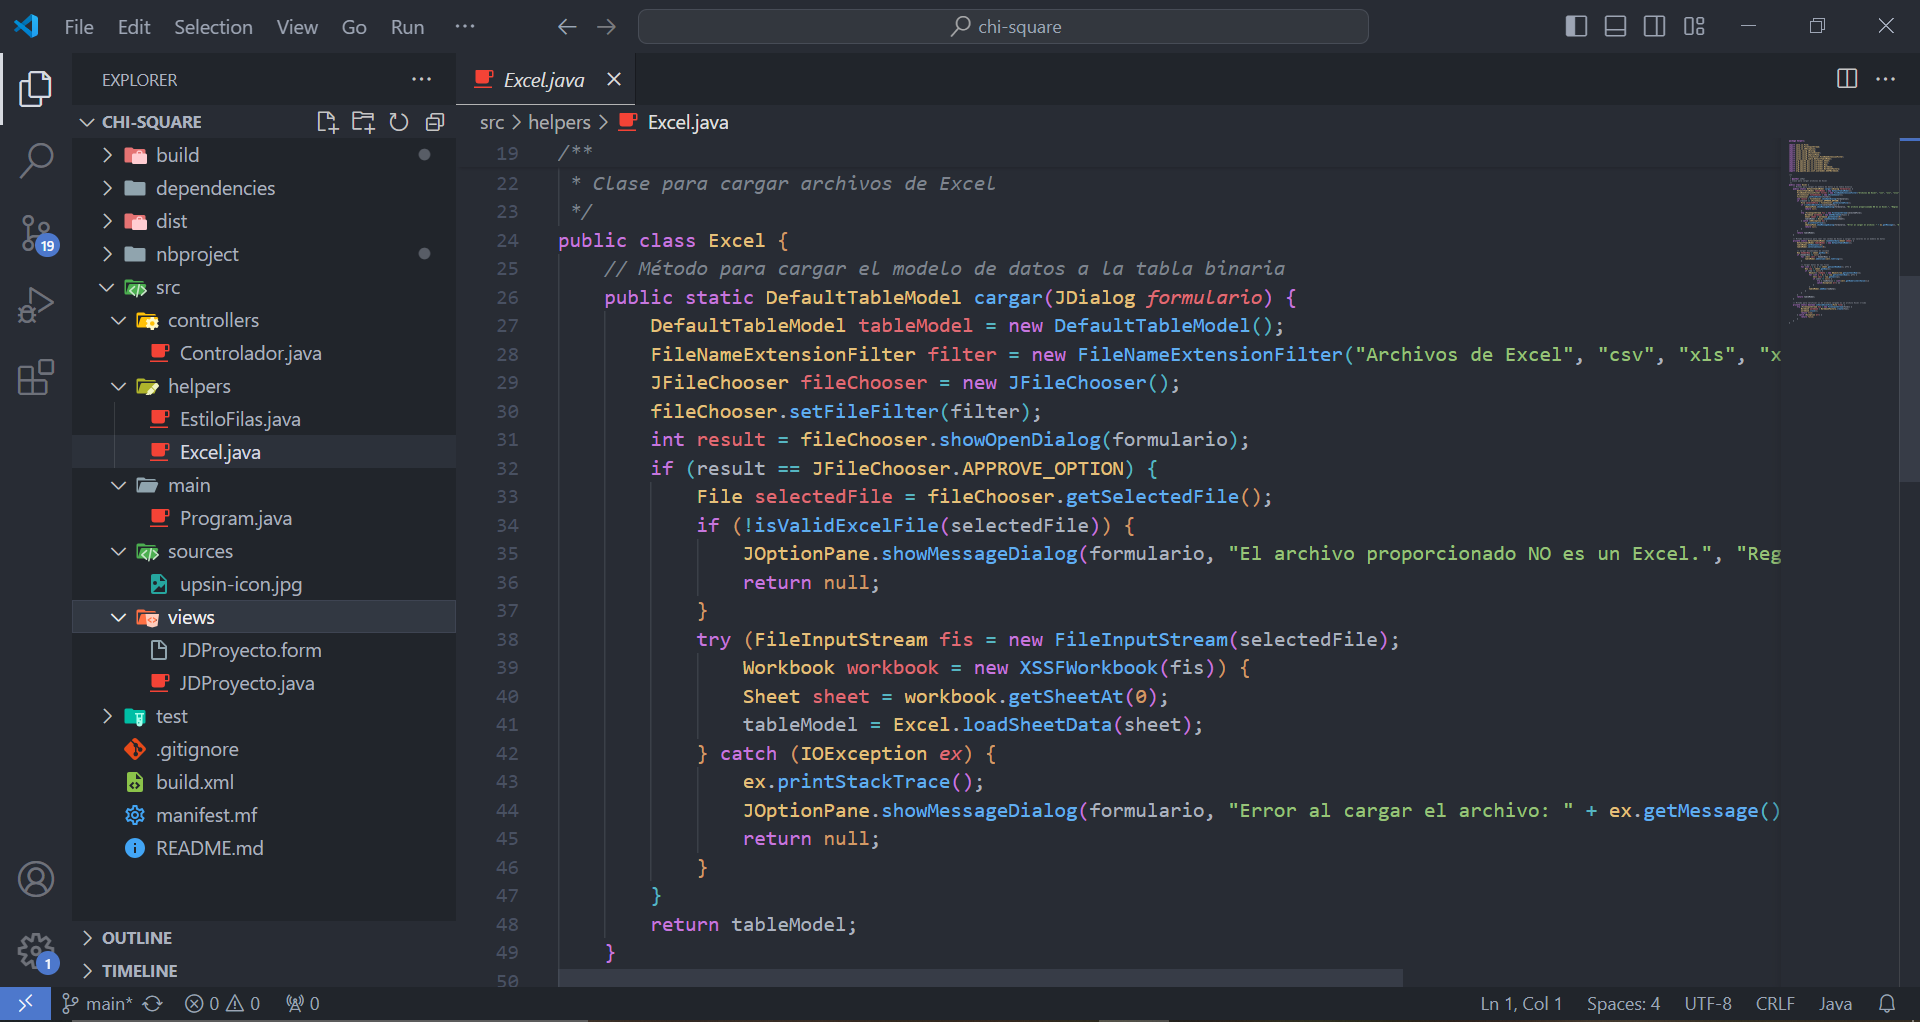 File Edit Selection View Go Run ...
chi-square
EXPLORER
Excel.java
CHI-SQUARE
build
dependencies
dist
nbproject
src
controllers
Controlador.java
helpers
EstiloFilas.java
Excel.java
main
Program.java
sources
upsin-icon.jpg
views
JDProyecto.form
JDProyecto.java
test
.gitignore
build.xml
manifest.mf
README.md
OUTLINE
TIMELINE
19
1
src > helpers > Excel.java
19 /**
22 * Clase para cargar archivos de Excel
23 */
24 public class Excel {
25 // Método para cargar el modelo de datos a la tabla binaria
26 public static DefaultTableModel cargar(JDialog formulario) {
27 DefaultTableModel tableModel = new DefaultTableModel();
28 FileNameExtensionFilter filter = new FileNameExtensionFilter("Archivos de Excel", "csv", "xls", "x
29 JFileChooser fileChooser = new JFileChooser();
30 fileChooser.setFileFilter(filter);
31 int result = fileChooser.showOpenDialog(formulario);
32 if (result == JFileChooser.APPROVE_OPTION) {
33 File selectedFile = fileChooser.getSelectedFile();
34 if (!isValidExcelFile(selectedFile)) {
35 JOptionPane.showMessageDialog(formulario, "El archivo proporcionado NO es un Excel.", "Reg
36 return null;
37 }
38 try (FileInputStream fis = new FileInputStream(selectedFile);
39 Workbook workbook = new XSSFWorkbook(fis)) {
40 Sheet sheet = workbook.getSheetAt(0);
41 tableModel = Excel.loadSheetData(sheet);
42 } catch (IOException ex) {
43 ex.printStackTrace();
44 JOptionPane.showMessageDialog(formulario, "Error al cargar el archivo: " + ex.getMessage()
45 return null;
46 }
47 }
48 return tableModel;
49 }
50
main* 0 0 0
Ln 1, Col 1 Spaces: 4 UTF-8 CRLF Java